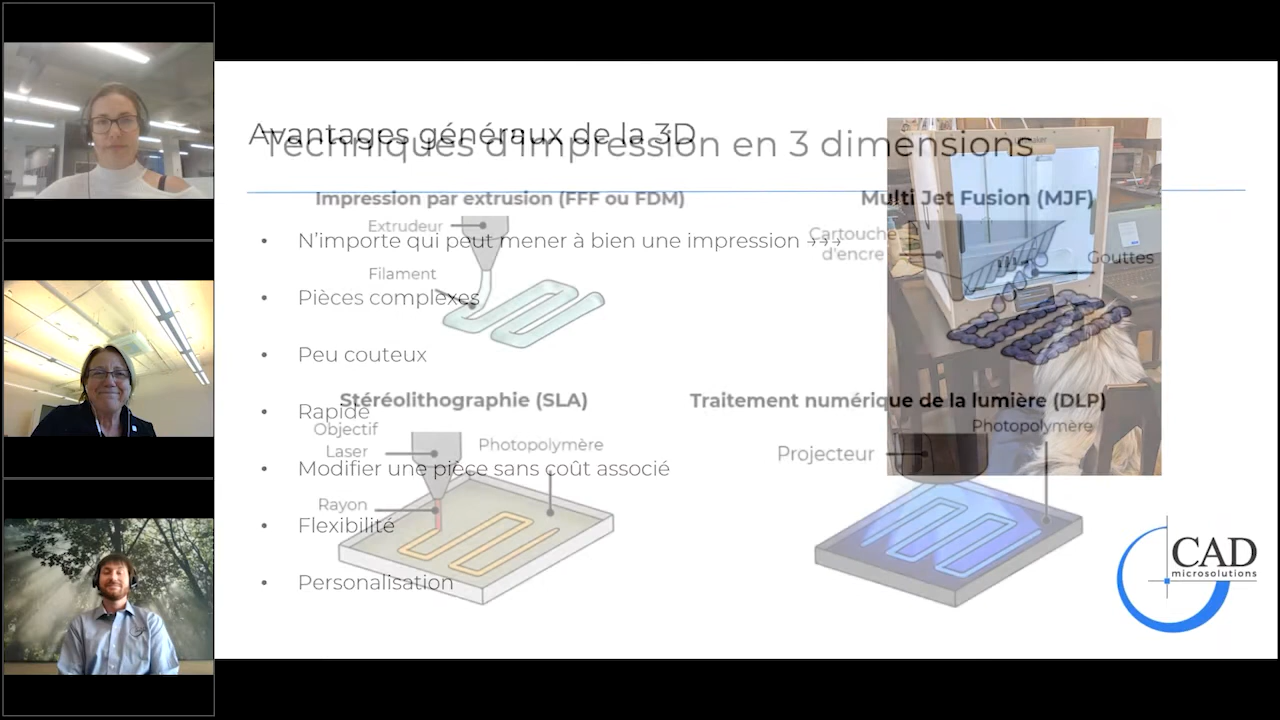 Avantages généraux de la 3D
Techniques d'impression en 3 dimensions
Impression par extrusion (FFF ou FDM)
Multi Jet Fusion (MJF)
Extrudeur
Cartouche
d'encre
Gouttes
• N'importe qui peut mener à bien une impression →→→
Filament
• Pièces complexes
• Peu couteux
Stéréolithographie (SLA)
Traitement numérique de la lumière (DLP)
• Rapide
Objectif
Laser
Photopolymère
Projecteur
Photopolymère
• Modifier une pièce sans coût associé
Rayon
• Flexibilité
• Personalisation
CAD
microsolutions